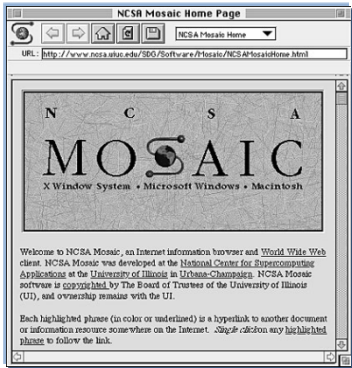 NCSA Mosaic Home Page
NCSA Mosaic Home
URL: http://www.ncsa.uiuc.edu/SDG/Software/Mosaic/NCSAMosaicHome.html
N C S A
MOSAIC
X Window System • Microsoft Windows • Macintosh
Welcome to NCSA Mosaic, an Internet information browser and World Wide Web
client. NCSA Mosaic was developed at the National Center for Supercomputing
Applications at the University of Illinois in Urbana-Champaign. NCSA Mosaic
software is copyrighted by The Board of Trustees of the University of Illinois
(UI), and ownership remains with the UI.
Each highlighted phrase (in color or underlined) is a hyperlink to another document
or information resource somewhere on the Internet. Single click on any highlighted
phrase to follow the link.